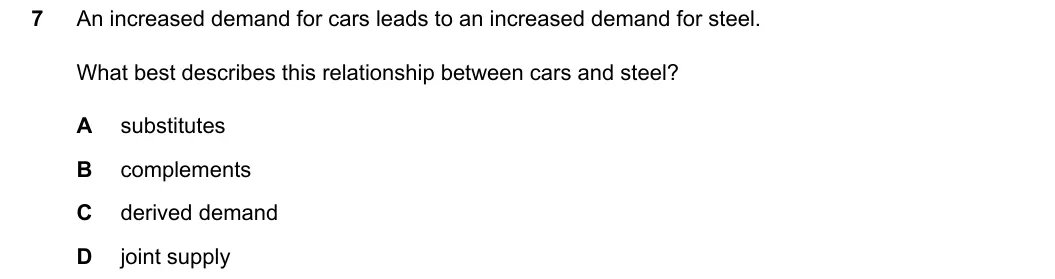 7 An increased demand for cars leads to an increased demand for steel.
What best describes this relationship between cars and steel?
A substitutes
B complements
C derived demand
D joint supply